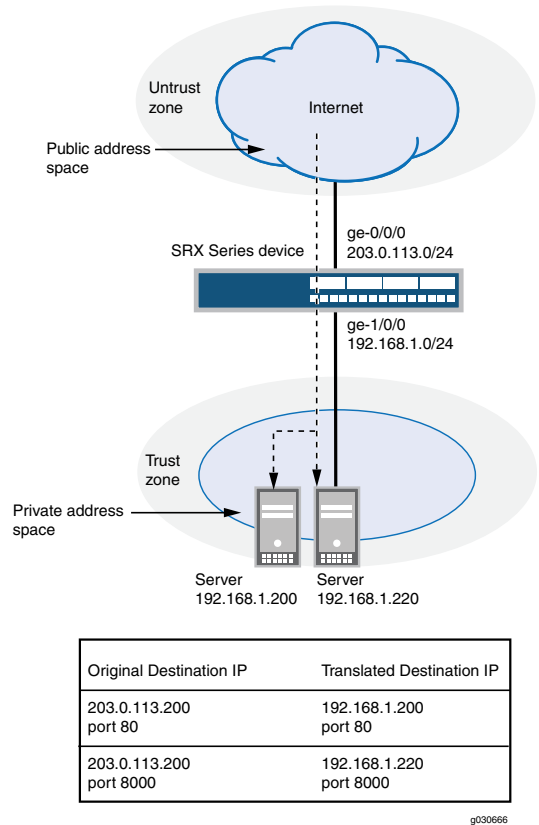 Untrust
zone
Internet
Public address
space
ge-0/0/0
203.0.113.0/24
SRX Series device
ge-1/0/0
192.168.1.0/24
Trust
zone
Private address
space
Server
192.168.1.200
Server
192.168.1.220
Original Destination IP
Translated Destination IP
203.0.113.200
port 80
192.168.1.200
port 80
203.0.113.200
port 8000
192.168.1.220
port 8000
g030666